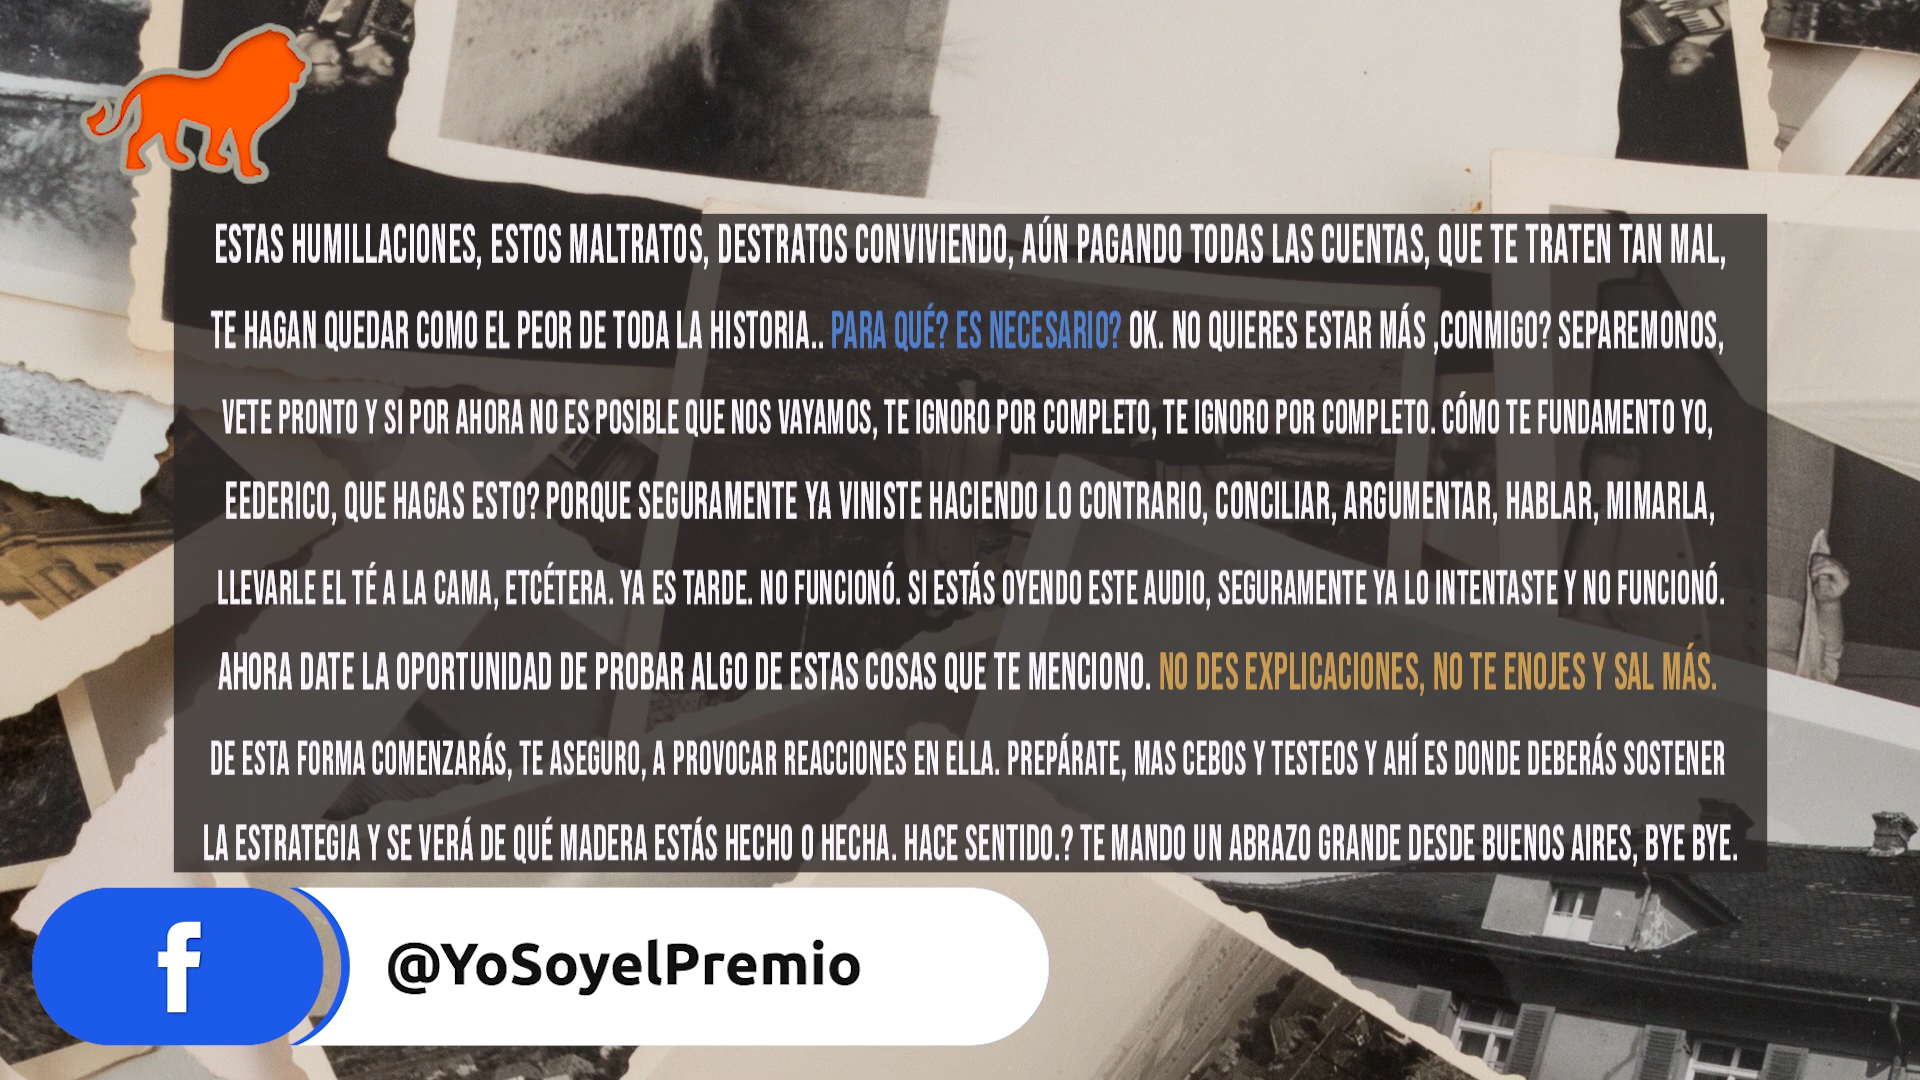 ESTAS HUMILLACIONES, ESTOS MALTRATOS, DESTRATOS CONVIVIENDO, AÚN PAGANDO TODAS LAS CUENTAS, QUE TE TRATEN TAN MAL,
TE HAGAN QUEDAR COMO EL PEOR DE TODA LA HISTORIA.. PARA QUÉ? ES NECESARIO? OK. NO QUIERES ESTAR MÁS ,CONMIGO? SEPAREMONOS,
VETE PRONTO Y SI POR AHORA NO ES POSIBLE QUE NOS VAYAMOS, TE IGNORO POR COMPLETO, TE IGNORO POR COMPLETO. CÓMO TE FUNDAMENTO YO,
EEDERICO, QUE HAGAS ESTO? PORQUE SEGURAMENTE YA VINISTE HACIENDO LO CONTRARIO, CONCILIAR, ARGUMENTAR, HABLAR, MIMARLA,
LLEVARLE EL TÉ A LA CAMA, ETCÉTERA. YA ES TARDE. NO FUNCIONÓ. SI ESTÁS OYENDO ESTE AUDIO, SEGURAMENTE YA LO INTENTASTE Y NO FUNCIONÓ.
AHORA DATE LA OPORTUNIDAD DE PROBAR ALGO DE ESTAS COSAS QUE TE MENCIONO. NO DES EXPLICACIONES, NO TE ENOJES Y SAL MÁS.
DE ESTA FORMA COMENZARÁS, TE ASEGURO, A PROVOCAR REACCIONES EN ELLA. PREPÁRATE, MAS CEBOS Y TESTEOS Y AHÍ ES DONDE DEBERÁS SOSTENER
LA ESTRATEGIA Y SE VERÁ DE QUÉ MADERA ESTÁS HECHO O HECHA. HACE SENTIDO.? TE MANDO UN ABRAZO GRANDE DESDE BUENOS AIRES, BYE BYE.
@YoSoyelPremio